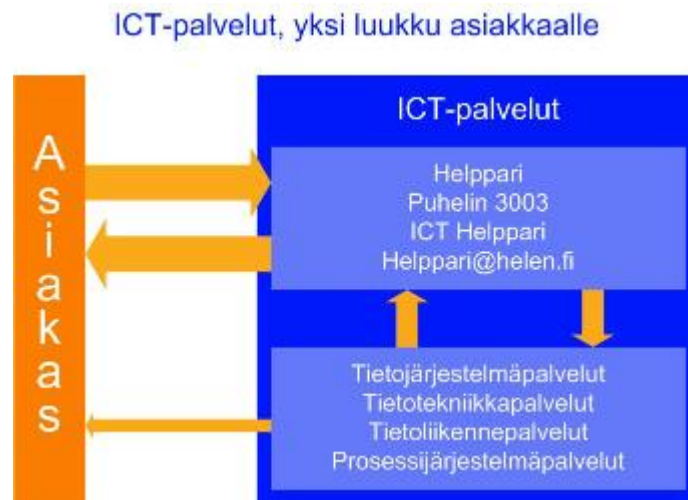 ICT-palvelut, yksi luukku asiakkaalle
Asiakas
ICT-palvelut
Helppari
Puhelin 3003
ICT Helppari
Helppari@helen.fi
Tietojärjestelmäpalvelut
Tietotekniikkapalvelut
Tietoliikennepalvelut
Prosessijärjestelmäpalvelut